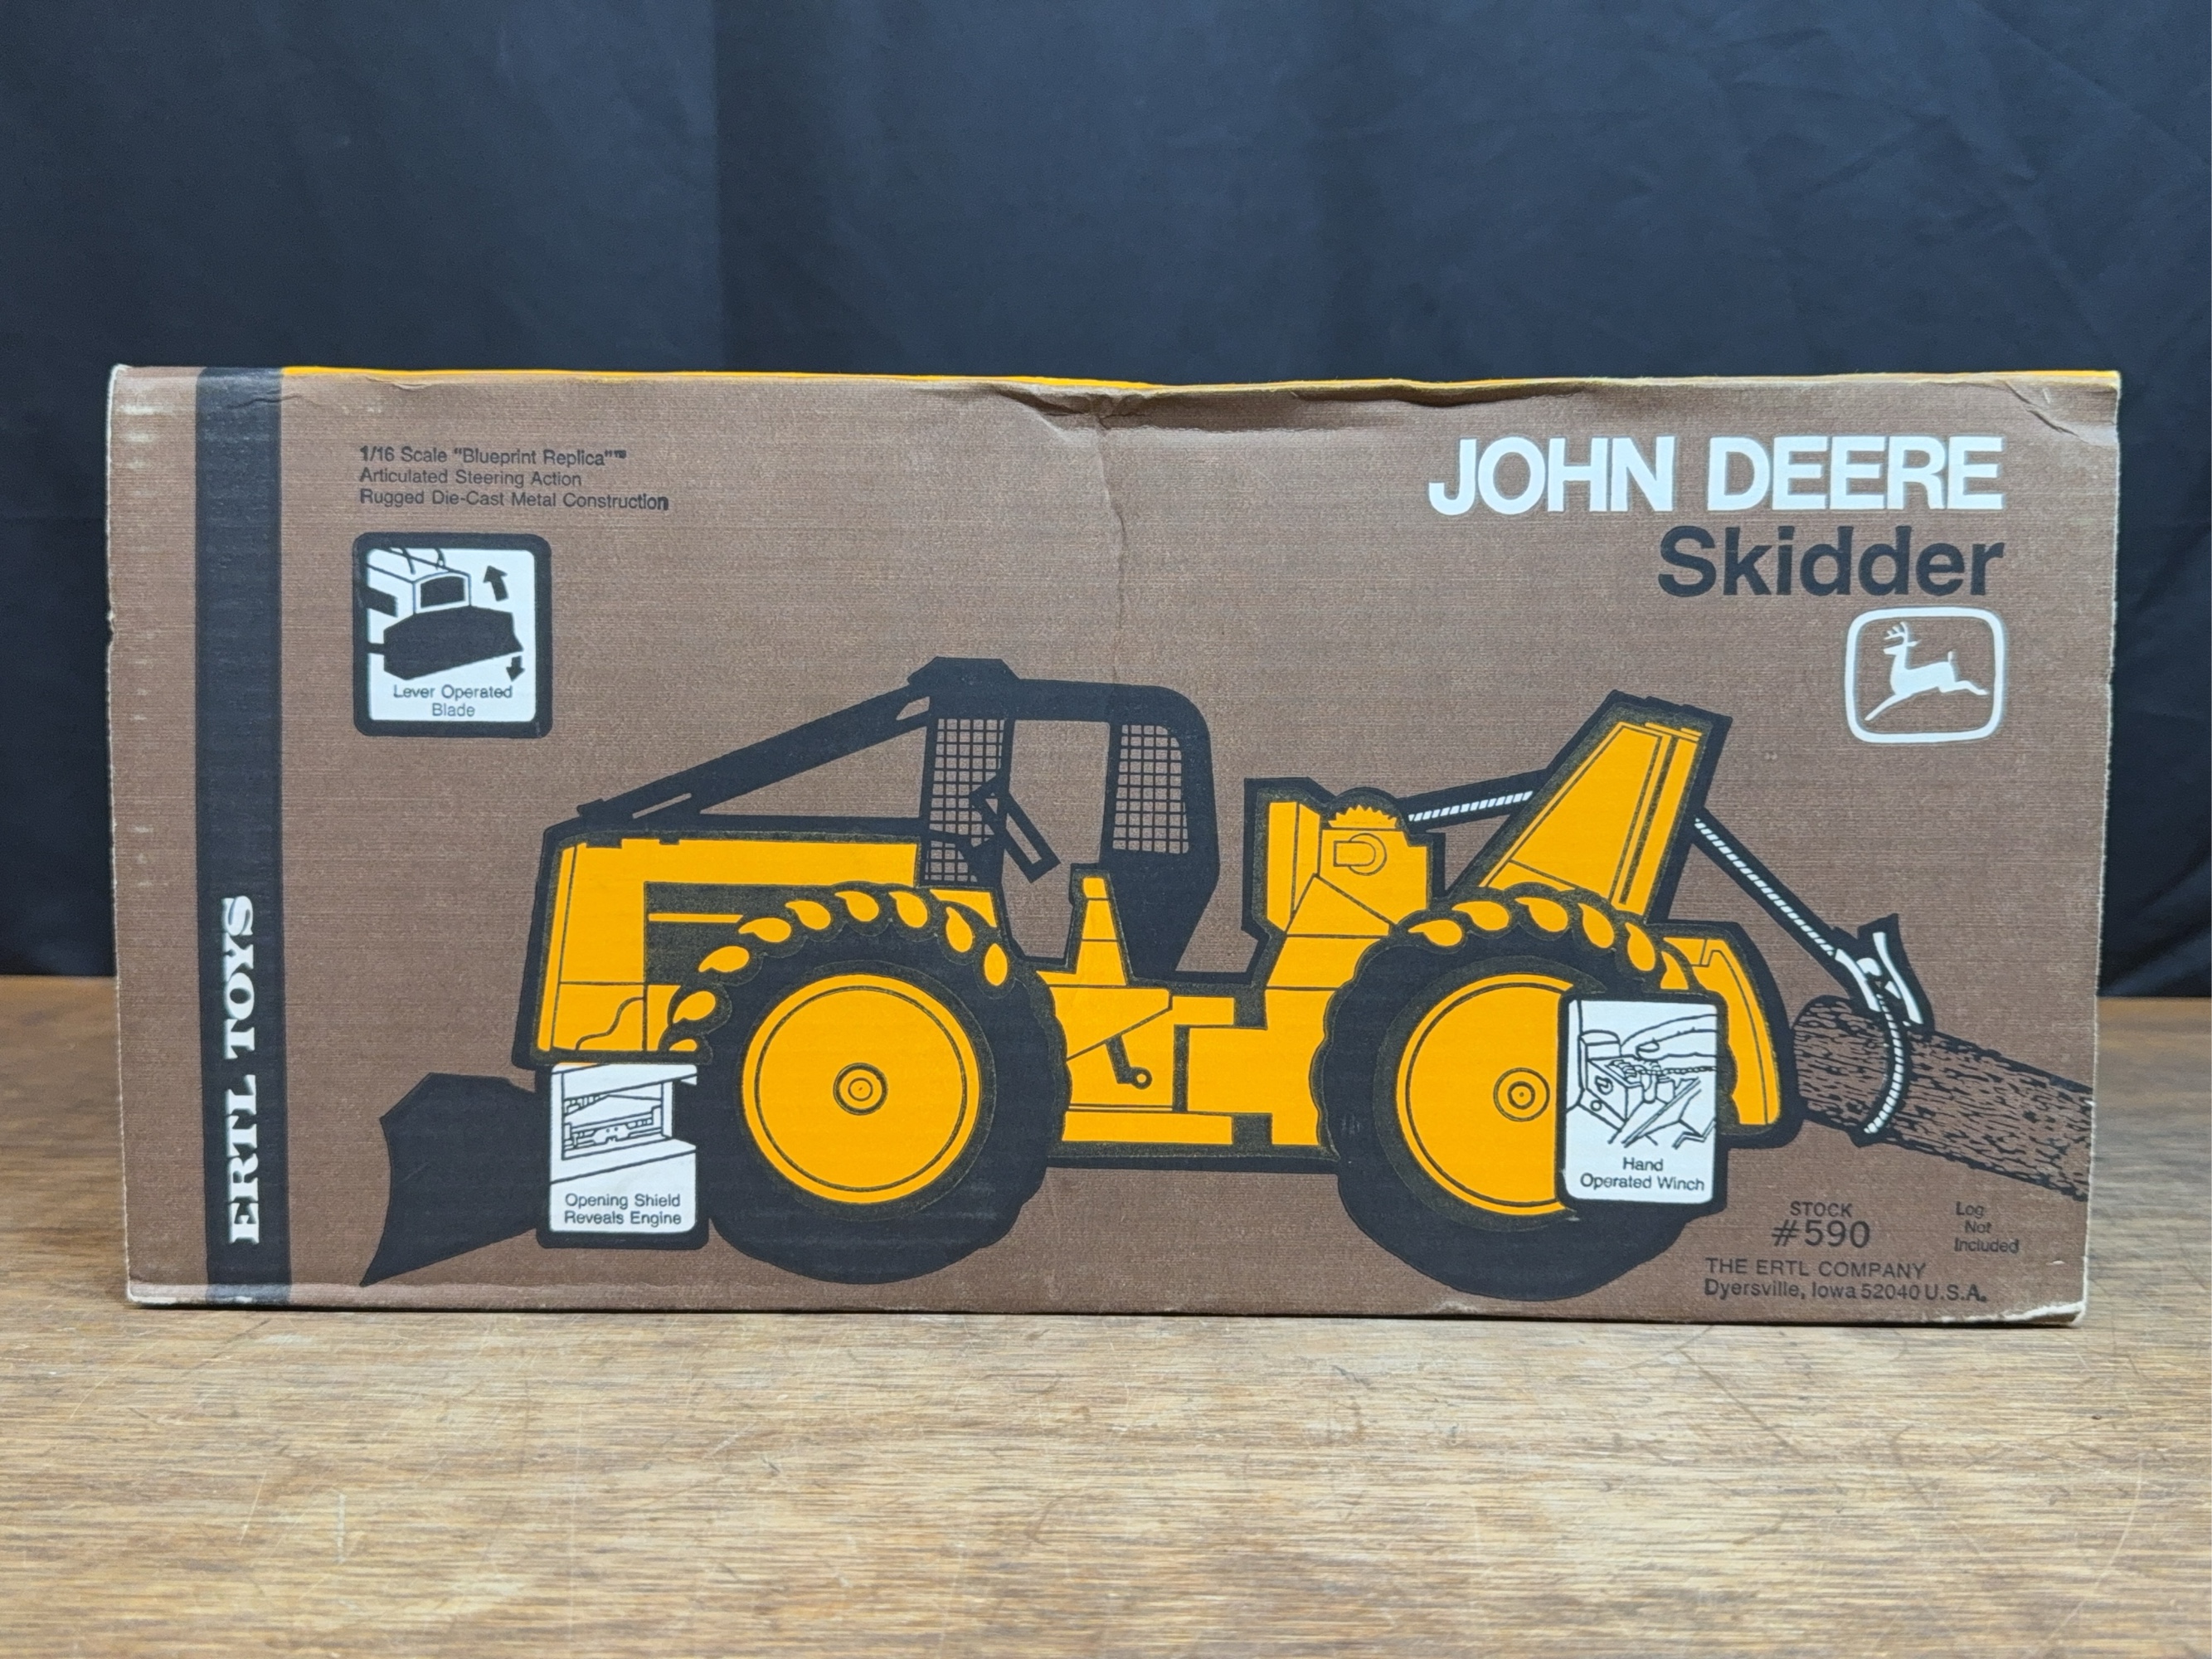 1/16 Scale "Blueprint Replica"™
Articulated Steering Action
Rugged Die-Cast Metal Construction
JOHN DEERE
Skidder
Lever Operated
Blade
ERTL TOYS
Opening Shield
Reveals Engine
Hand
Operated Winch
STOCK
#590
Log
Not
Included
THE ERTL COMPANY
Dyersville, Iowa 52040 U.S.A.